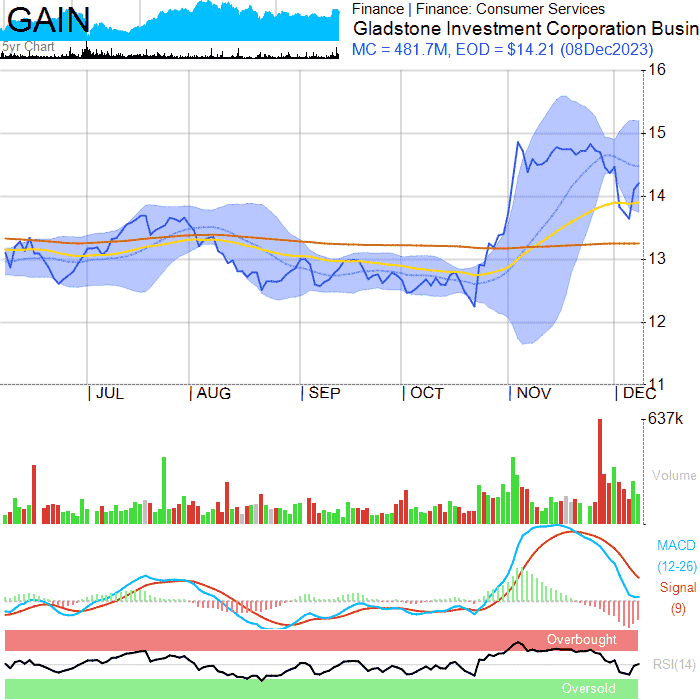 GAIN
5yr Chart
Finance | Finance: Consumer Services
Gladstone Investment Corporation Busin
MC = 481.7M, EOD = $14.21 (08Dec2023)
16
15
14
13
12
11
JUL AUG SEP OCT NOV DEC
637k
Volume
MACD
(12-26)
Signal
(9)
Overbought
RSI(14)
Oversold